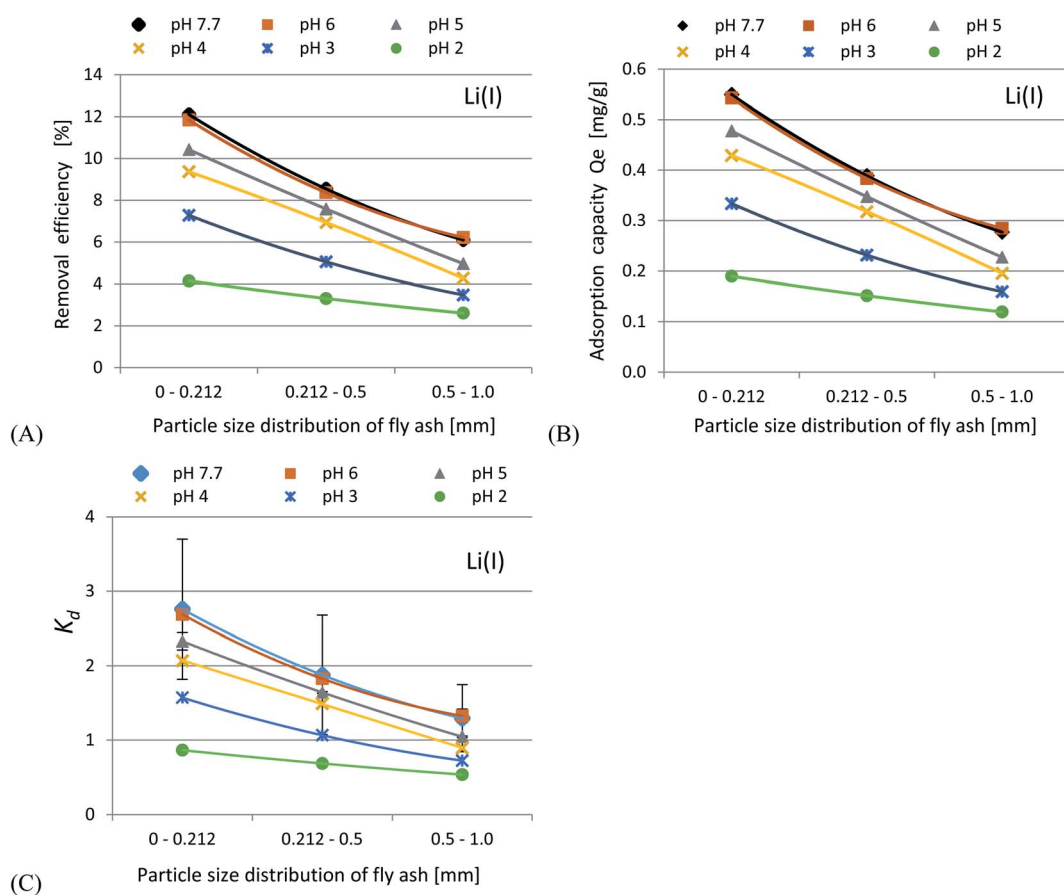 pH 7.7 pH 6 pH 5
pH 4 pH 3 pH 2
14
12
10
8
6
4
2
0
Removal efficiency [%]
Li(I)
0 - 0.212 0.212 - 0.5 0.5 - 1.0
Particle size distribution of fly ash [mm]
(A)
pH 7.7 pH 6 pH 5
pH 4 pH 3 pH 2
0.6
0.5
0.4
0.3
0.2
0.1
0.0
Adsorption capacity Qe [mg/g]
Li(I)
0 - 0.212 0.212 - 0.5 0.5 - 1.0
Particle size distribution of fly ash [mm]
(B)
pH 7.7 pH 6 pH 5
pH 4 pH 3 pH 2
4
3
2
1
0
Kd
Li(I)
0 - 0.212 0.212 - 0.5 0.5 - 1.0
Particle size distribution of fly ash [mm]
(C)